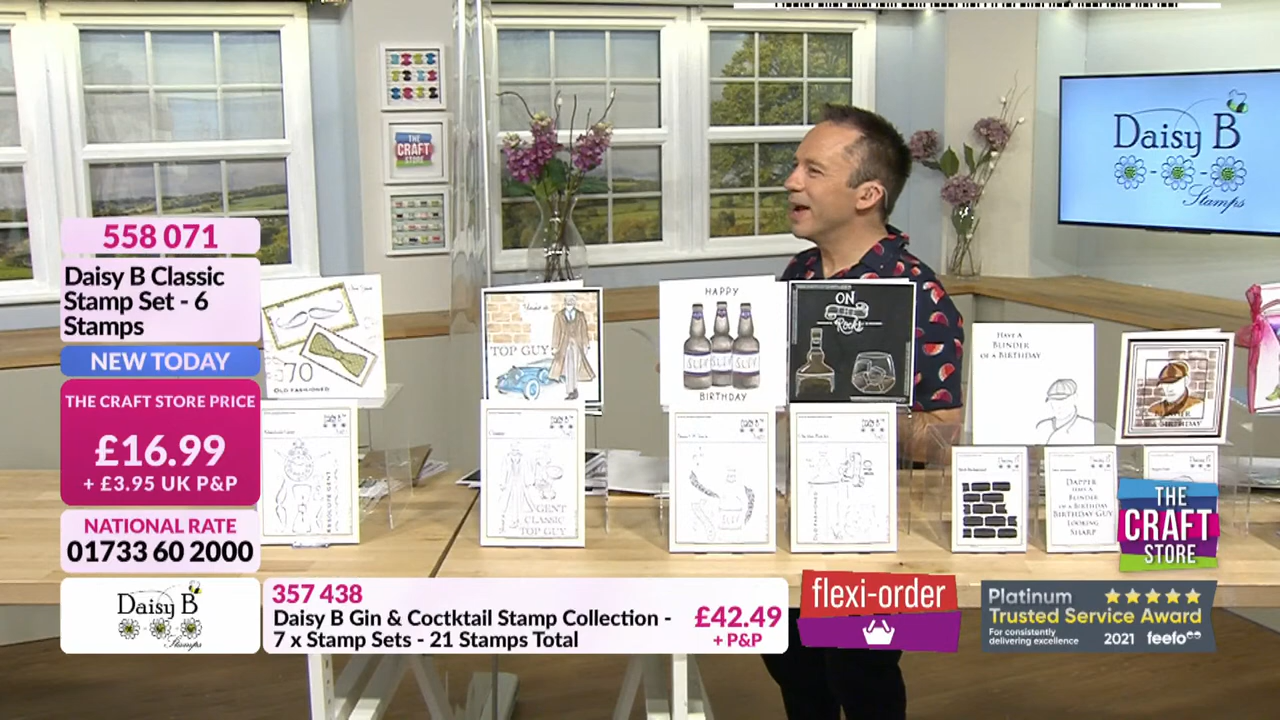 THE
CRAFT
STORE
Daisy B
Stamps
558 071
Daisy B Classic
Stamp Set - 6
Stamps
NEW TODAY
THE CRAFT STORE PRICE
£16.99
+ £3.95 UK P&P
NATIONAL RATE
01733 60 2000
70
OLD FASHIONED
TOP GUY
HAPPY
BIRTHDAY
ON
THE
Rocks
HAVE A
BLINDER
OF A BIRTHDAY
DAPPER
BIRTHDAY
GENT
CLASSIC
TOP GUY
DAPPER
HAVE A
BLINDER
OF A BIRTHDAY
BIRTHDAY GUY
LOOKING
SHARP
THE
CRAFT
STORE
Daisy B
Stamps
357 438
Daisy B Gin & Coctktail Stamp Collection -
7 x Stamp Sets - 21 Stamps Total
£42.49
+ P&P
flexi-order
Platinum
Trusted Service Award
For consistently
delivering excellence
2021 feefo